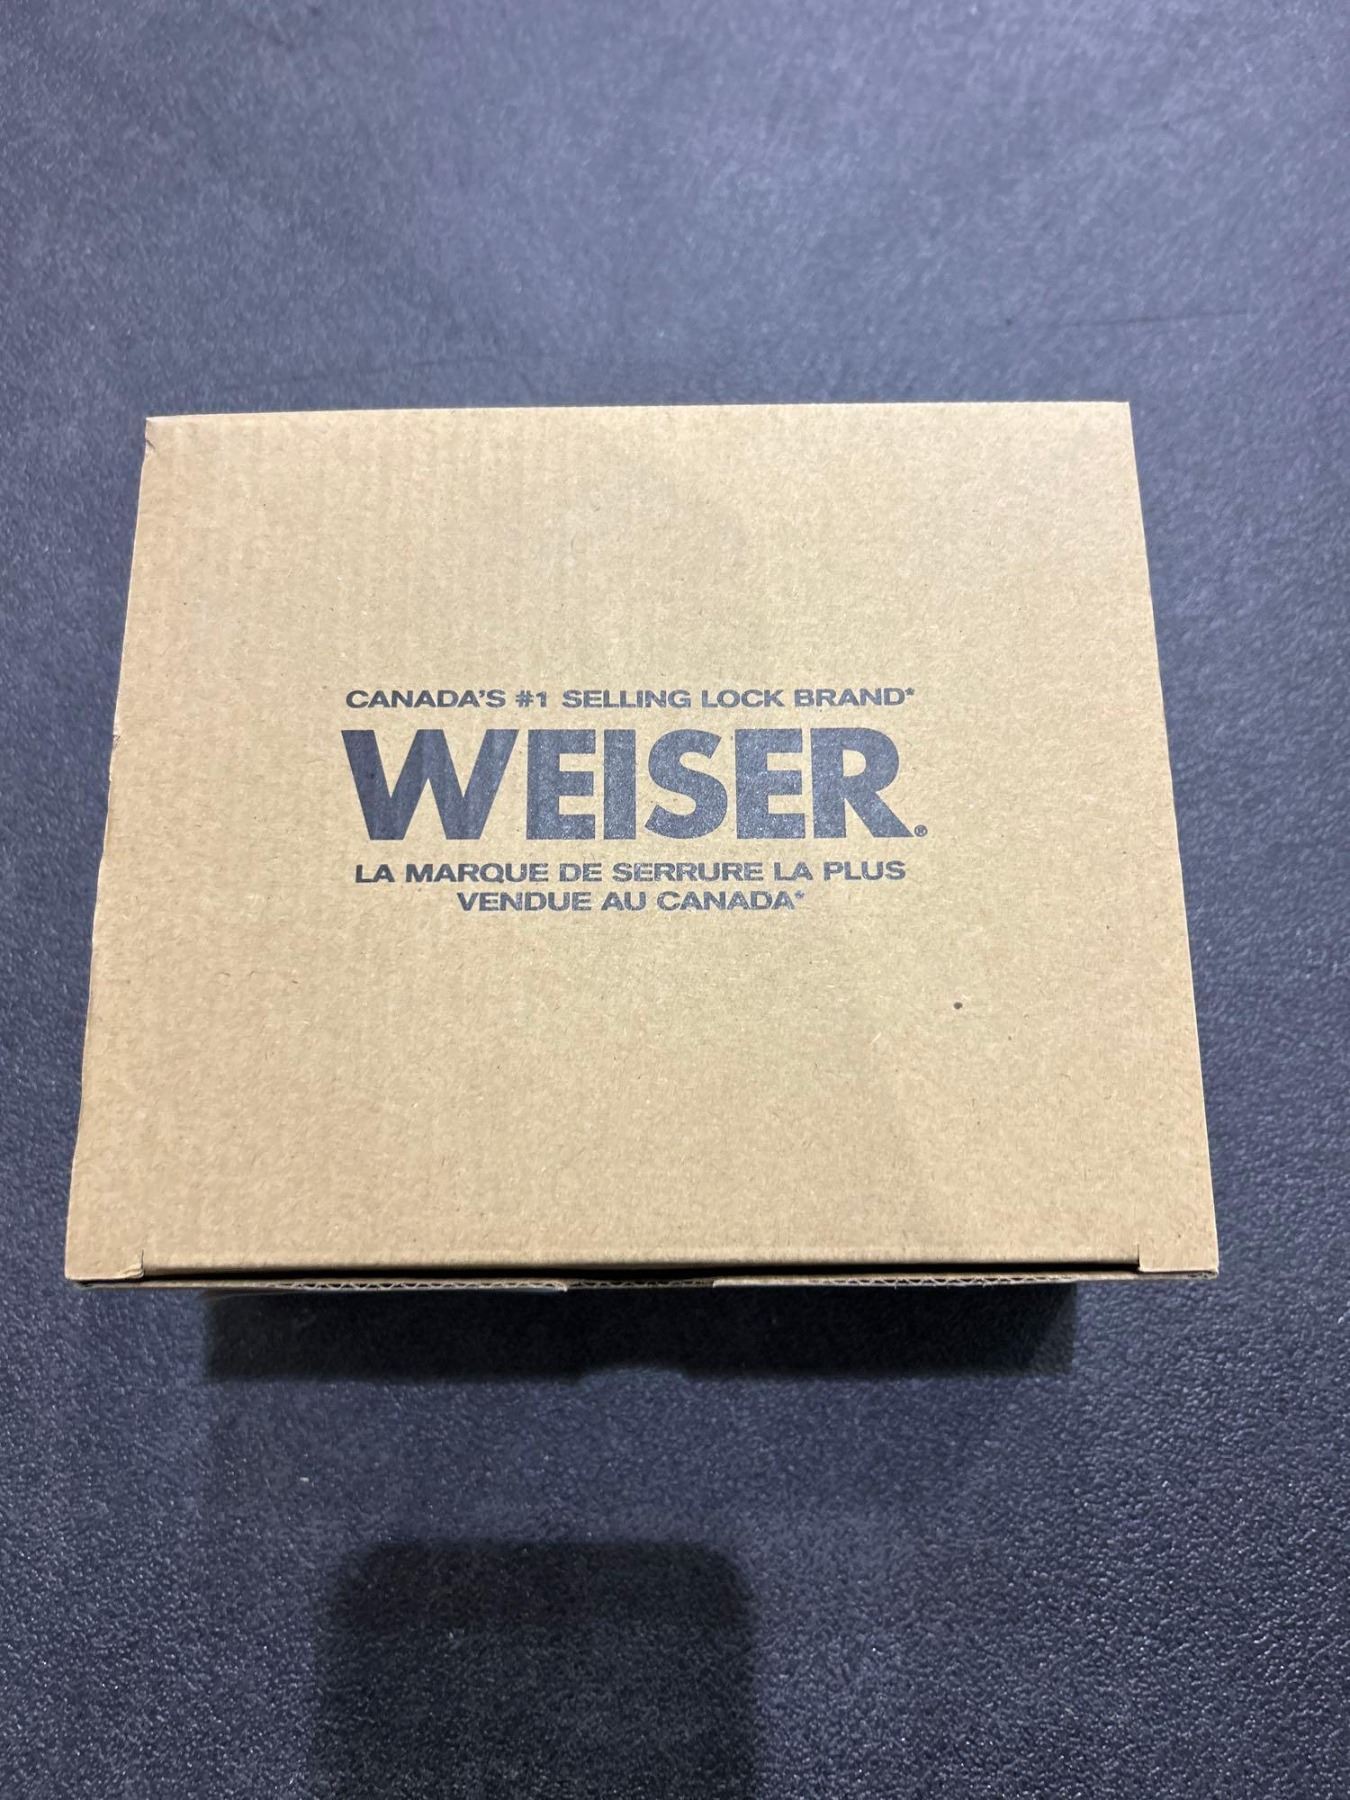 CANADA'S #1 SELLING LOCK BRAND*
WEISER®
LA MARQUE DE SERRURE LA PLUS
VENDUE AU CANADA*